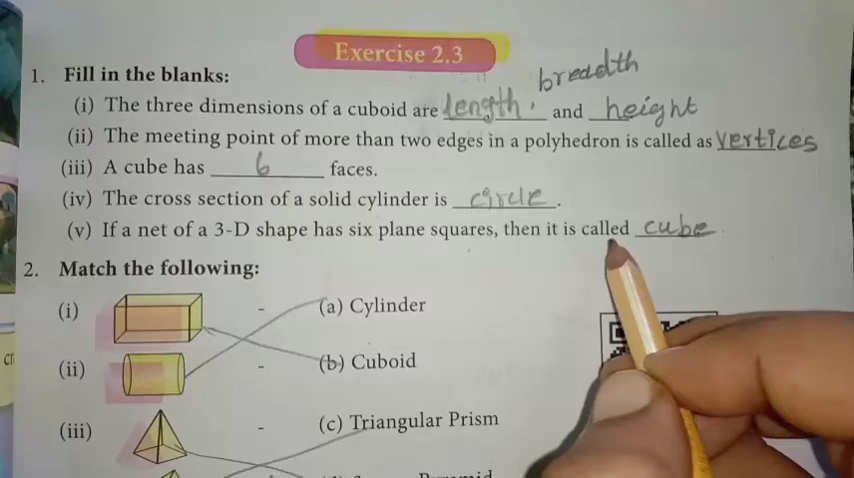 Exercise 2.3
1. Fill in the blanks:
breadth
(i) The three dimensions of a cuboid are length, and height
(ii) The meeting point of more than two edges in a polyhedron is called as vertices
(iii) A cube has 6 faces.
(iv) The cross section of a solid cylinder is circle.
(v) If a net of a 3-D shape has six plane squares, then it is called cube
2. Match the following:
(i) - (a) Cylinder
(ii) - (b) Cuboid
(iii) - (c) Triangular Prism